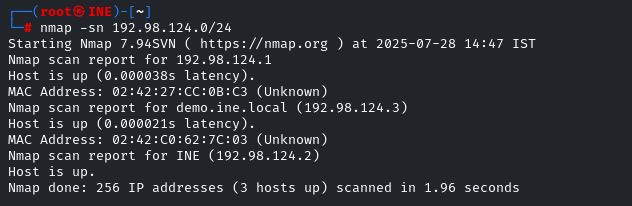 ┌──(root㉿INE)-[~]
└─# nmap -sn 192.98.124.0/24
Starting Nmap 7.94SVN ( https://nmap.org ) at 2025-07-28 14:47 IST
Nmap scan report for 192.98.124.1
Host is up (0.000038s latency).
MAC Address: 02:42:27:CC:0B:C3 (Unknown)
Nmap scan report for demo.ine.local (192.98.124.3)
Host is up (0.000021s latency).
MAC Address: 02:42:C0:62:7C:03 (Unknown)
Nmap scan report for INE (192.98.124.2)
Host is up.
Nmap done: 256 IP addresses (3 hosts up) scanned in 1.96 seconds